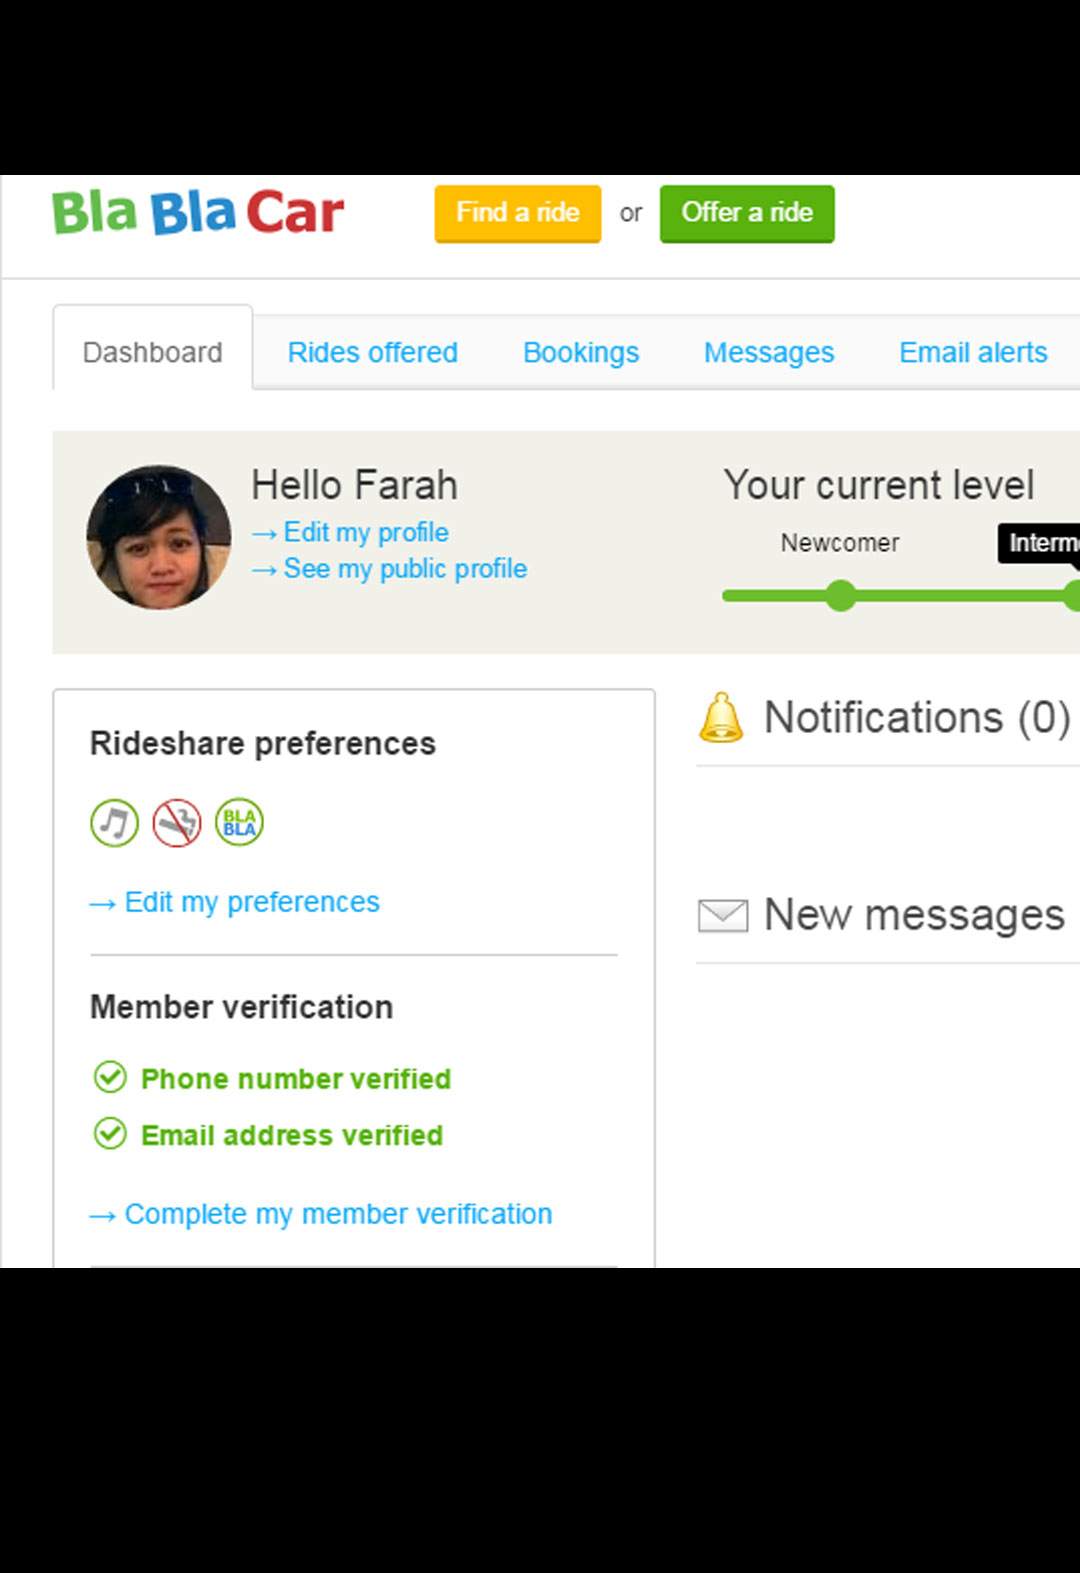 Bla Bla Car
Find a ride or Offer a ride
Dashboard Rides offered Bookings Messages Email alerts
Hello Farah
→ Edit my profile
→ See my public profile
Your current level
Newcomer Interm
Rideshare preferences
BLA
BLA
→ Edit my preferences
Member verification
Phone number verified
Email address verified
→ Complete my member verification
Notifications (0)
New messages